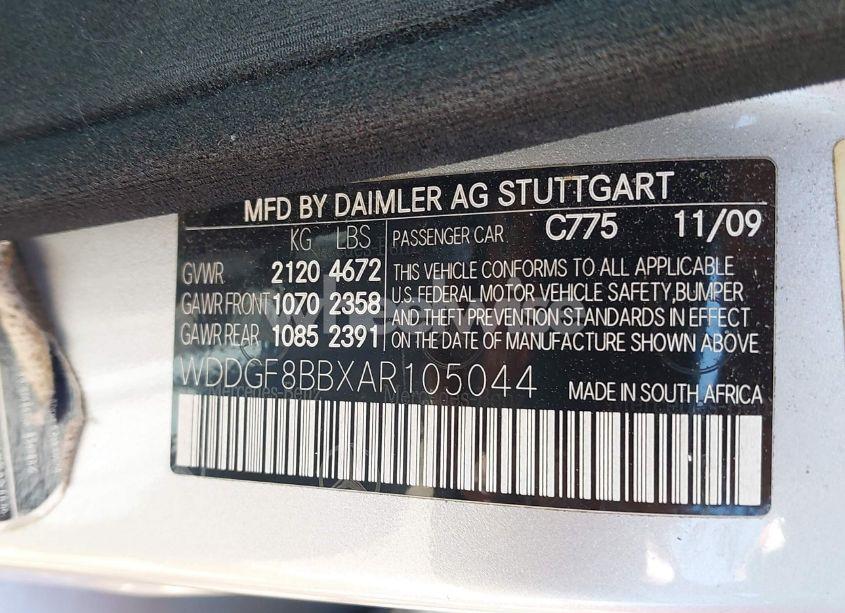 MFD BY DAIMLER AG STUTTGART
KG LBS PASSENGER CAR C775 11/09
GVWR 2120 4672
GAWR FRONT 1070 2358
GAWR REAR 1085 2391
THIS VEHICLE CONFORMS TO ALL APPLICABLE
U.S. FEDERAL MOTOR VEHICLE SAFETY,BUMPER
AND THEFT PREVENTION STANDARDS IN EFFECT
ON THE DATE OF MANUFACTURE SHOWN ABOVE
WDDGF8BBXAR105044 MADE IN SOUTH AFRICA
Mercedes-Benz